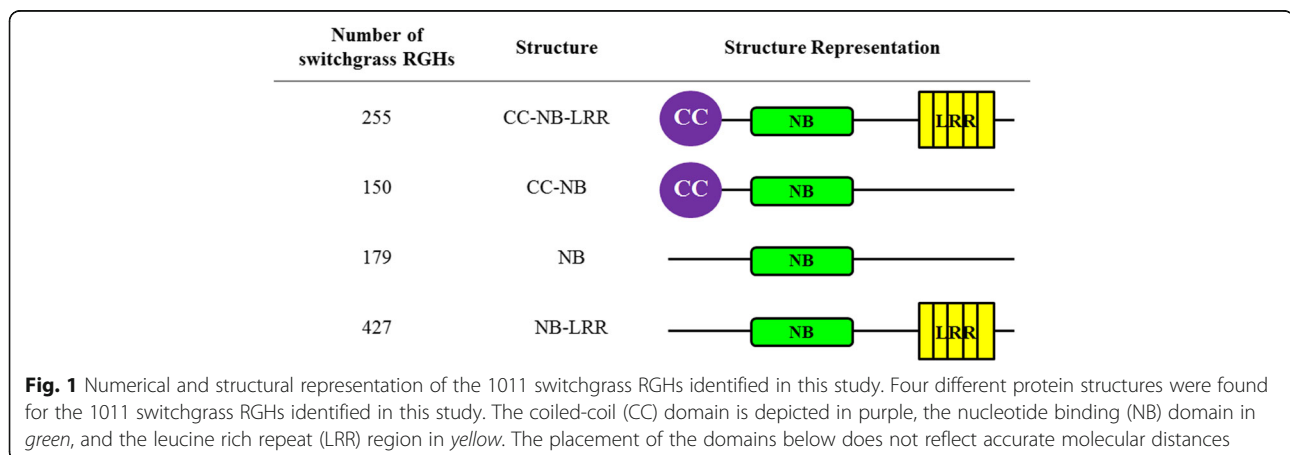 Number of switchgrass RGHs Structure Structure Representation
255 CC-NB-LRR CC NB LRR
150 CC-NB CC NB
179 NB NB
427 NB-LRR NB LRR
Fig. 1 Numerical and structural representation of the 1011 switchgrass RGHs identified in this study. Four different protein structures were found
for the 1011 switchgrass RGHs identified in this study. The coiled-coil (CC) domain is depicted in purple, the nucleotide binding (NB) domain in
green, and the leucine rich repeat (LRR) region in yellow. The placement of the domains below does not reflect accurate molecular distances